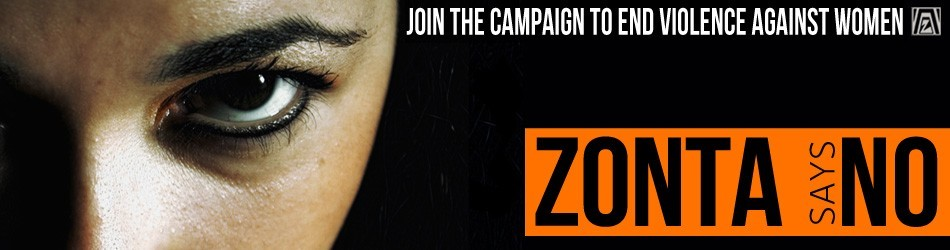 JOIN THE CAMPAIGN TO END VIOLENCE AGAINST WOMEN
ZONTA SAYS NO